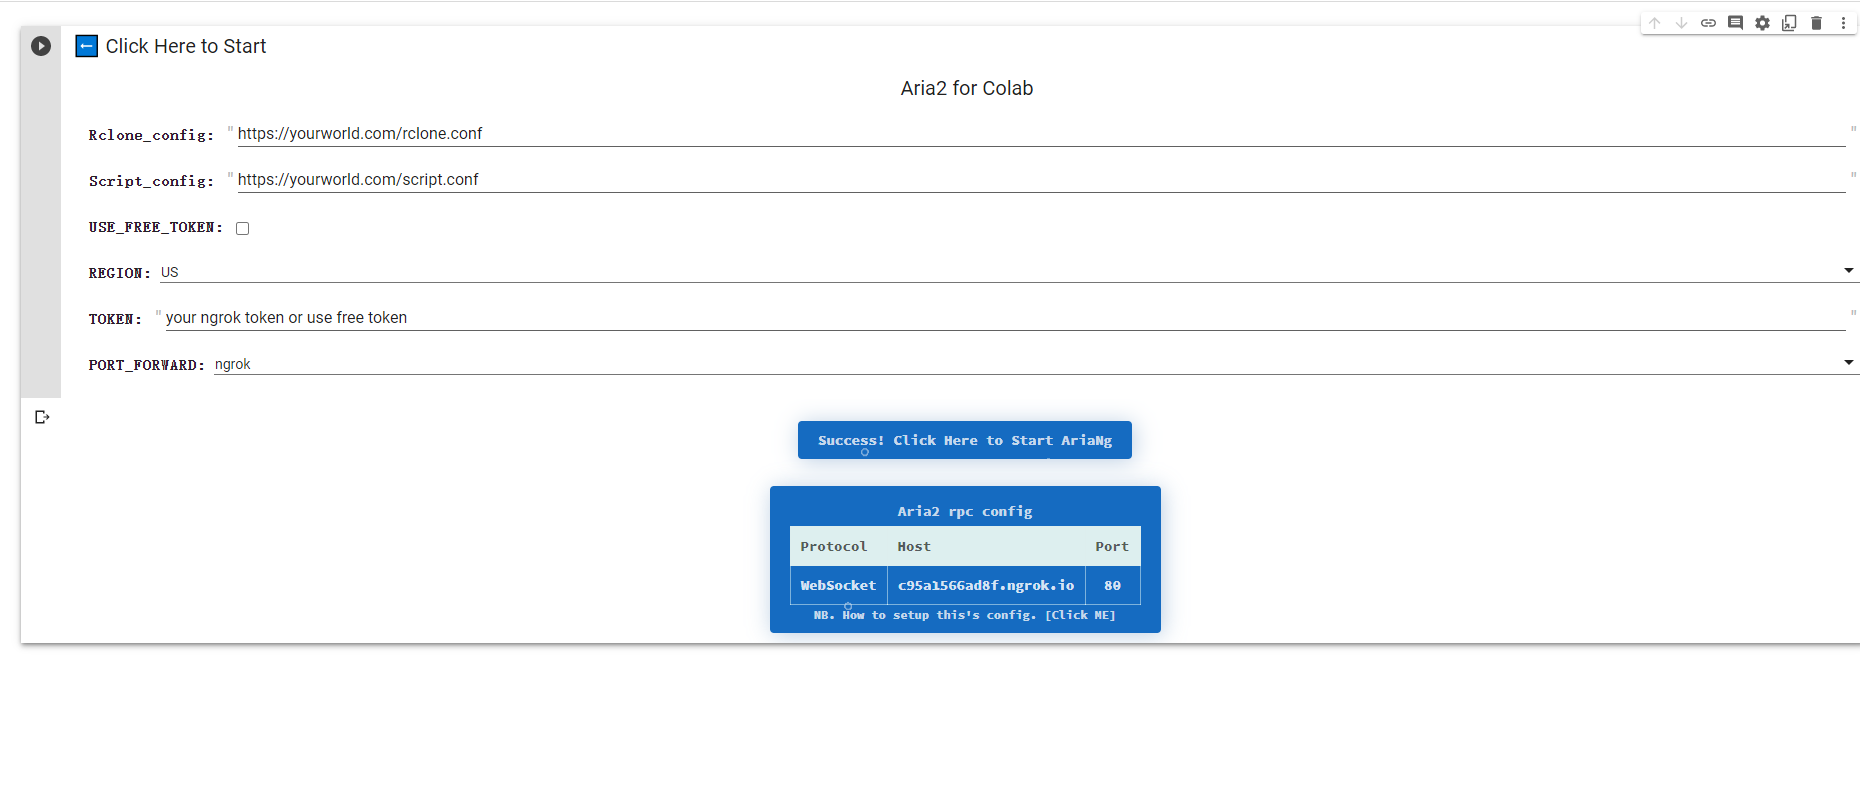 Click Here to Start
Aria2 for Colab
Rclone_config: "https://yourworld.com/rclone.conf"
Script_config: "https://yourworld.com/script.conf"
USE_FREE_TOKEN:
REGION: US
TOKEN: "your ngrok token or use free token"
PORT_FORWARD: ngrok
Success! Click Here to Start AriaNg
Aria2 rpc config
Protocol Host Port
WebSocket c95a1566ad8f.ngrok.io 80
NB. How to setup this's config. [Click ME]